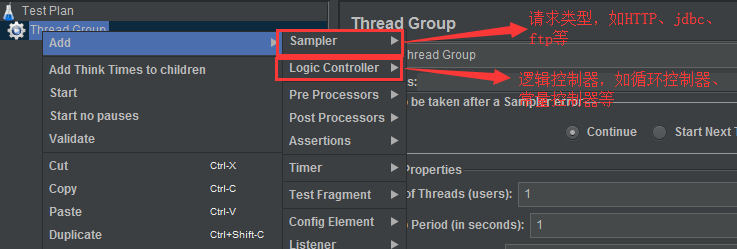 Test Plan
Thread Group
Thread Group
Add
Sampler
请求类型，如HTTP、jdbc、
ftp等
Thread Group
Add Think Times to children
Logic Controller
逻辑控制器，如循环控制器、
常量控制器等
Start
Pre Processors
to be taken after a Sampler error
Start no pauses
Post Processors
Continue
Start Next T
Validate
Assertions
Cut Ctrl-X
Timer
Properties
Copy Ctrl-C
Test Fragment
of Threads (users): 1
Paste Ctrl-V
Config Element
Period (in seconds): 1
Duplicate Ctrl+Shift-C
Listener